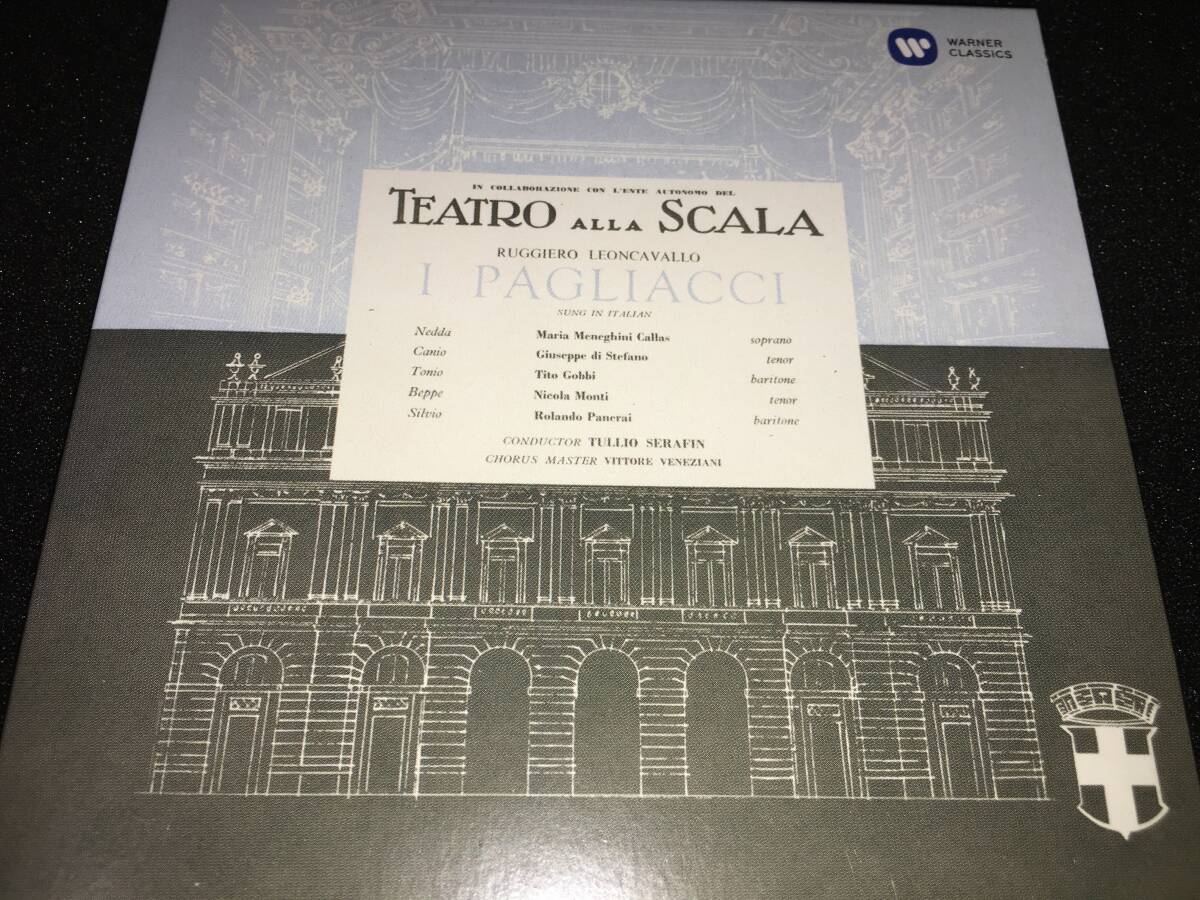 WARNER
CLASSICS
IN COLLABORAZIONE CON L'ENTE AUTONOMO DEL
TEATRO ALLA SCALA
RUGGIERO LEONCAVALLO
I PAGLIACCI
SUNG IN ITALIAN
Nedda Maria Meneghini Callas soprano
Canio Giuseppe di Stefano tenor
Tonio Tito Gobbi baritone
Beppe Nicola Monti tenor
Silvio Rolando Panerai baritone
CONDUCTOR TULLIO SERAFIN
CHORUS MASTER VITTORE VENEZIANI